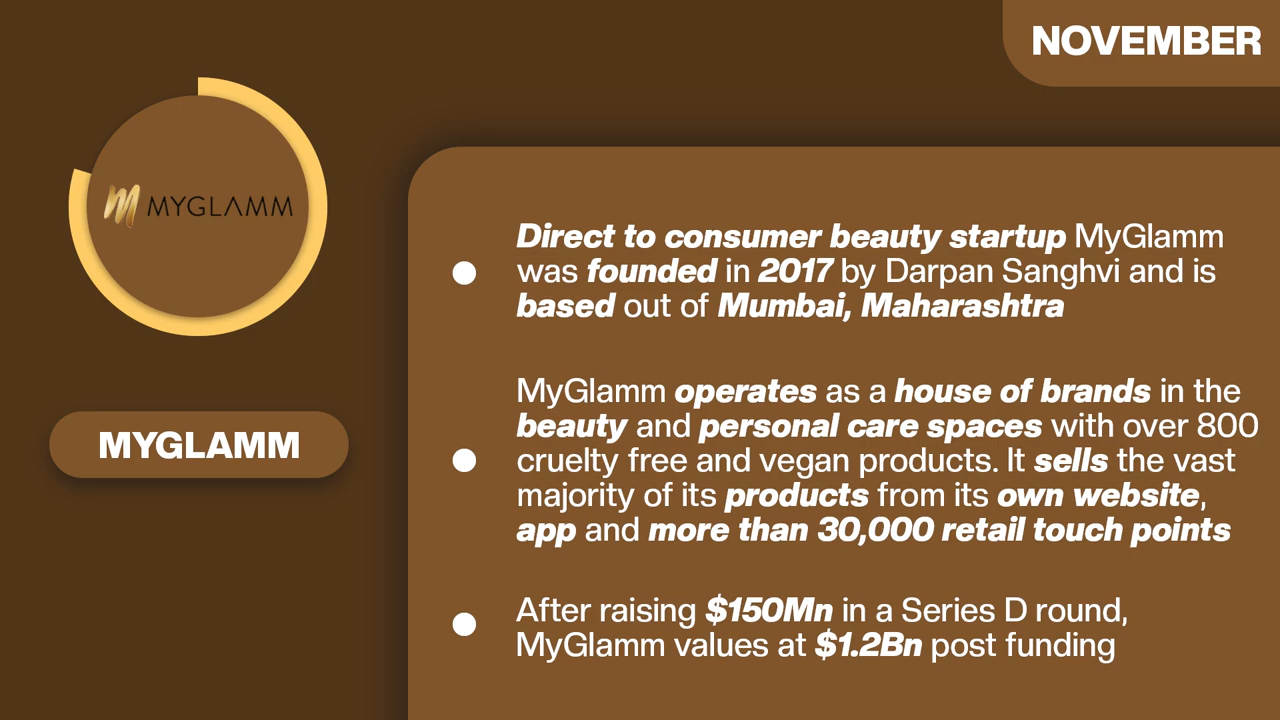 NOVEMBER
MYGLAMM
MYGLAMM
Direct to consumer beauty startup MyGlamm
was founded in 2017 by Darpan Sanghvi and is
based out of Mumbai, Maharashtra
MyGlamm operates as a house of brands in the
beauty and personal care spaces with over 800
cruelty free and vegan products. It sells the vast
majority of its products from its own website,
app and more than 30,000 retail touch points
After raising $150Mn in a Series D round,
MyGlamm values at $1.2Bn post funding